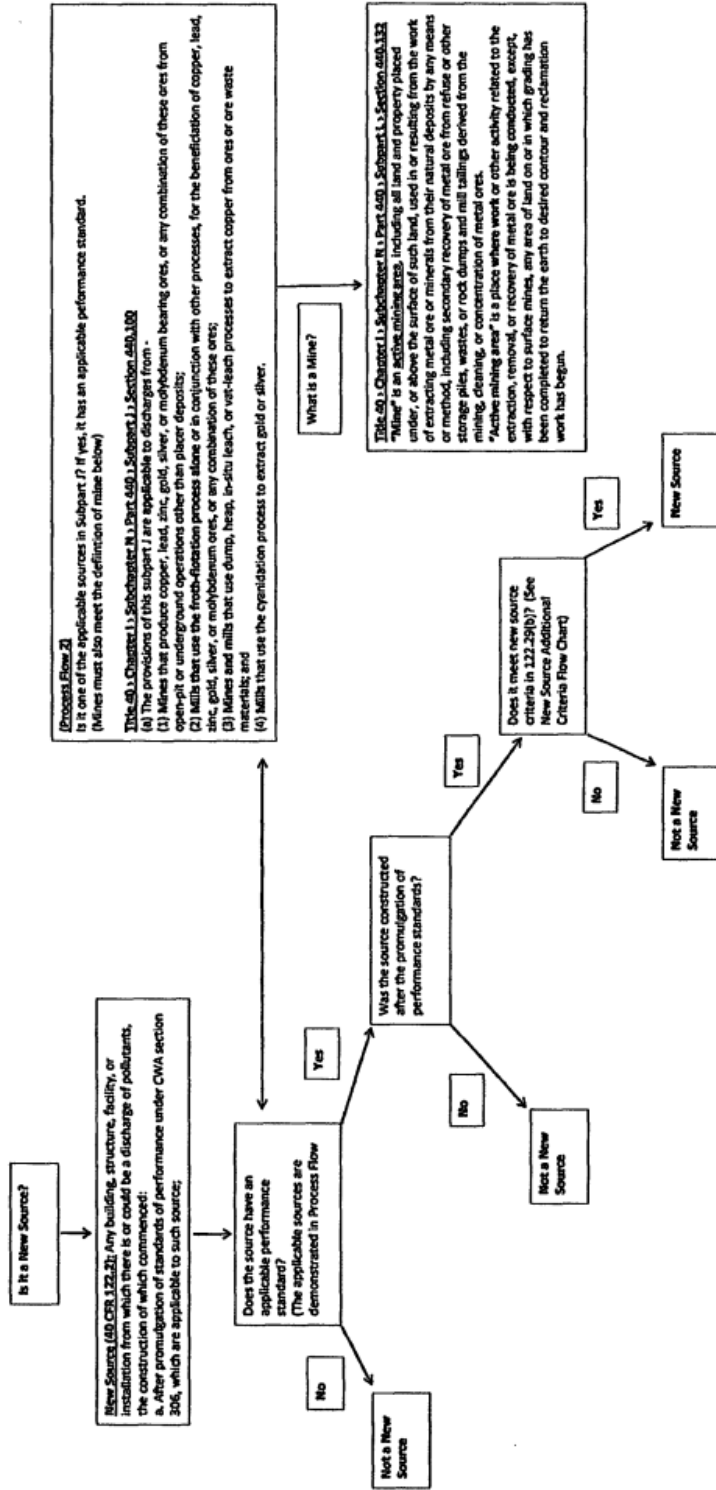 Is it a New Source?
New Source (40 CFR 122.2): Any building, structure, facility, or
installation from which there is or could be a discharge of pollutants,
the construction of which commenced:
a. After promulgation of standards of performance under CWA section
306, which are applicable to such source;
Does the source have an
applicable performance
standard?
(The applicable sources are
demonstrated in Process Flow
No
Yes
Not a New
Source
Was the source constructed
after the promulgation of
performance standards?
No
Yes
Not a New
Source
Does it meet new source
criteria in 122.29(b)? (See
New Source Additional
Criteria Flow Chart)
No
Yes
Not a New
Source
New Source
(Process Flow 2)
Is it one of the applicable sources in Subpart J? If yes, it has an applicable peformance standard.
(Mines must also meet the defiintion of mine below)
Title 40 › Chapter I › Subchapter N › Part 440 › Subpart J › Section 440.100
(a) The provisions of this subpart J are applicable to discharges from -
(1) Mines that produce copper, lead, zinc, gold, silver, or molybdenum bearing ores, or any combination of these ores from
open-pit or underground operations other than placer deposits;
(2) Mills that use the froth-flotation process alone or in conjunction with other processes, for the beneficiation of copper, lead,
zinc, gold, silver, or molybdenum ores, or any combination of these ores;
(3) Mines and mills that use dump, heap, in-situ leach, or vat-leach processes to extract copper from ores or ore waste
materials; and
(4) Mills that use the cyanidation process to extract gold or silver.
What is a Mine?
Title 40 › Chapter I › Subchapter N › Part 440 › Subpart L › Section 440.132
"Mine" is an active mining area, including all land and property placed
under, or above the surface of such land, used in or resulting from the work
of extracting metal ore or minerals from their natural deposits by any means
or method, including secondary recovery of metal ore from refuse or other
storage piles, wastes, or rock dumps and mill tailings derived from the
mining, cleaning, or concentration of metal ores.
"Active mining area" is a place where work or other activity related to the
extraction, removal, or recovery of metal ore is being conducted, except,
with respect to surface mines, any area of land on or in which grading has
been completed to return the earth to desired contour and reclamation
work has begun.